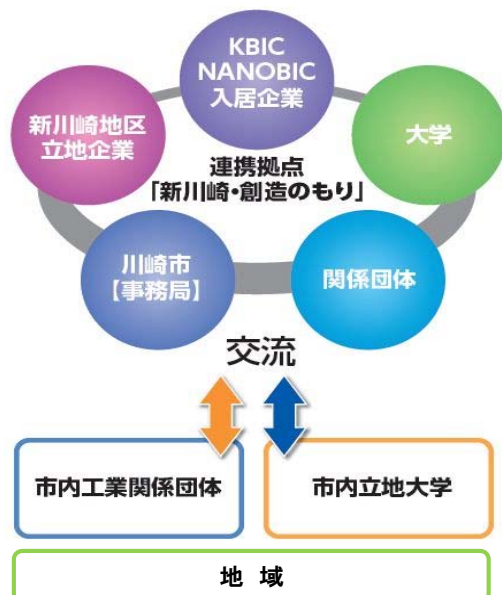 KBIC
NANOBIC
入居企業
新川崎地区
立地企業
大学
連携拠点
「新川崎・創造のもり」
川崎市
【事務局】
関係団体
交流
市内工業関係団体
市内立地大学
地 域